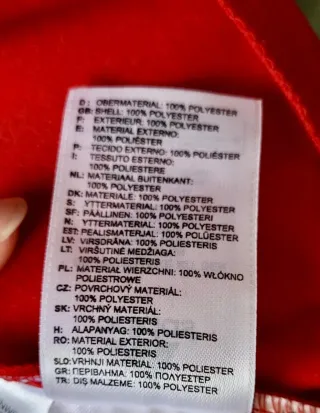 D: OBERMATERIAL: 100% POLYESTER
GB: SHELL: 100% POLYESTER
F: EXTERIEUR: 100% POLYESTER
E: MATERIAL EXTERNO:
100% POLIÉSTER
P: TECIDO EXTERNO: 100% POLIÉSTER
I: TESSUTO ESTERNO:
100% POLIESTERE
NL: MATERIAAL BUITENKANT:
100% POLYESTER
DK: MATERIALE: 100% POLYESTER
S: YTTERMATERIAL: 100% POLYESTER
SF: PÄÄLLINEN: 100% POLYESTERI
N: YTTERMATERIAL: 100% POLYESTER
EST: PEALISMATERJAL: 100% POLÜESTER
LV: VIRSDRĀNA: 100% POLIESTERIS
LT: VIRŠUTINĖ MEDŽIAGA:
100% POLIESTERIS
PL: MATERIAŁ WIERZCHNI: 100% WŁÓKNO
POLIESTROWE
CZ: POVRCHOVÝ MATERIÁL:
100% POLYESTER
SK: VRCHNÝ MATERIÁL:
100% POLYESTER
H: ALAPANYAG: 100% POLIESTERIS
RO: MATERIAL EXTERIOR:
100% POLIESTERIS
SLO: VRHNJI MATERIAL: 100% POLIESTER
GR: ПЕРІВЛНМА: 100% ПОЛУЕСТЕР
TR: DIŞ MALZEME: 100% POLYESTER